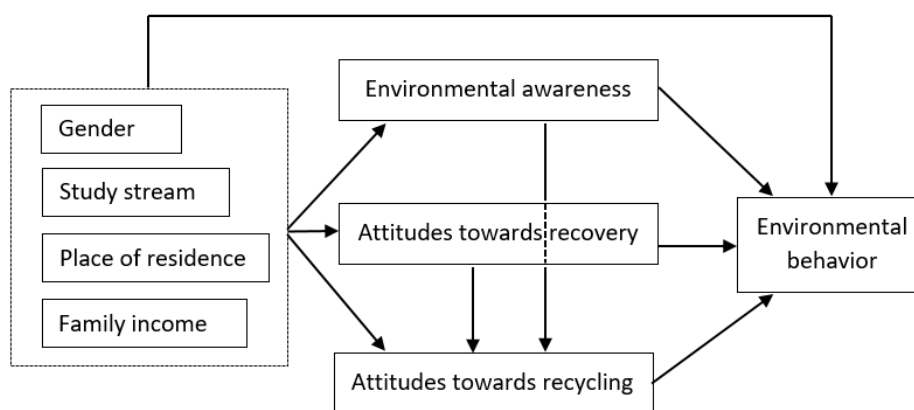 Gender
Study stream
Place of residence
Family income
Environmental awareness
Attitudes towards recovery
Attitudes towards recycling
Environmental
behavior